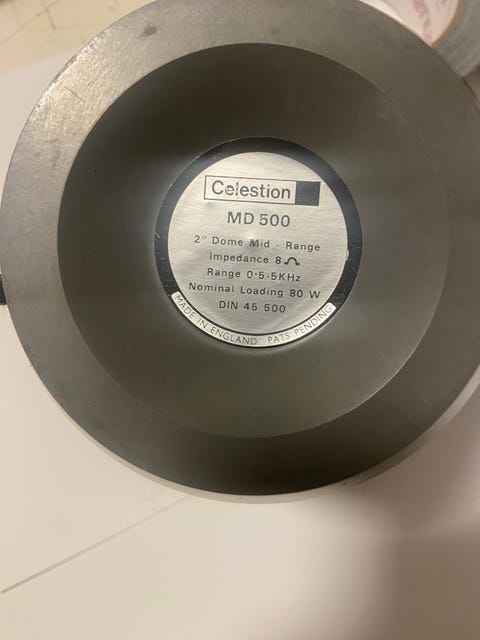 Celestion
MD 500
2" Dome Mid - Range
Impedance 8Ω
Range 0·5-5KHz
Nominal Loading 80 W
DIN 45 500
MADE IN ENGLAND PATS PENDING